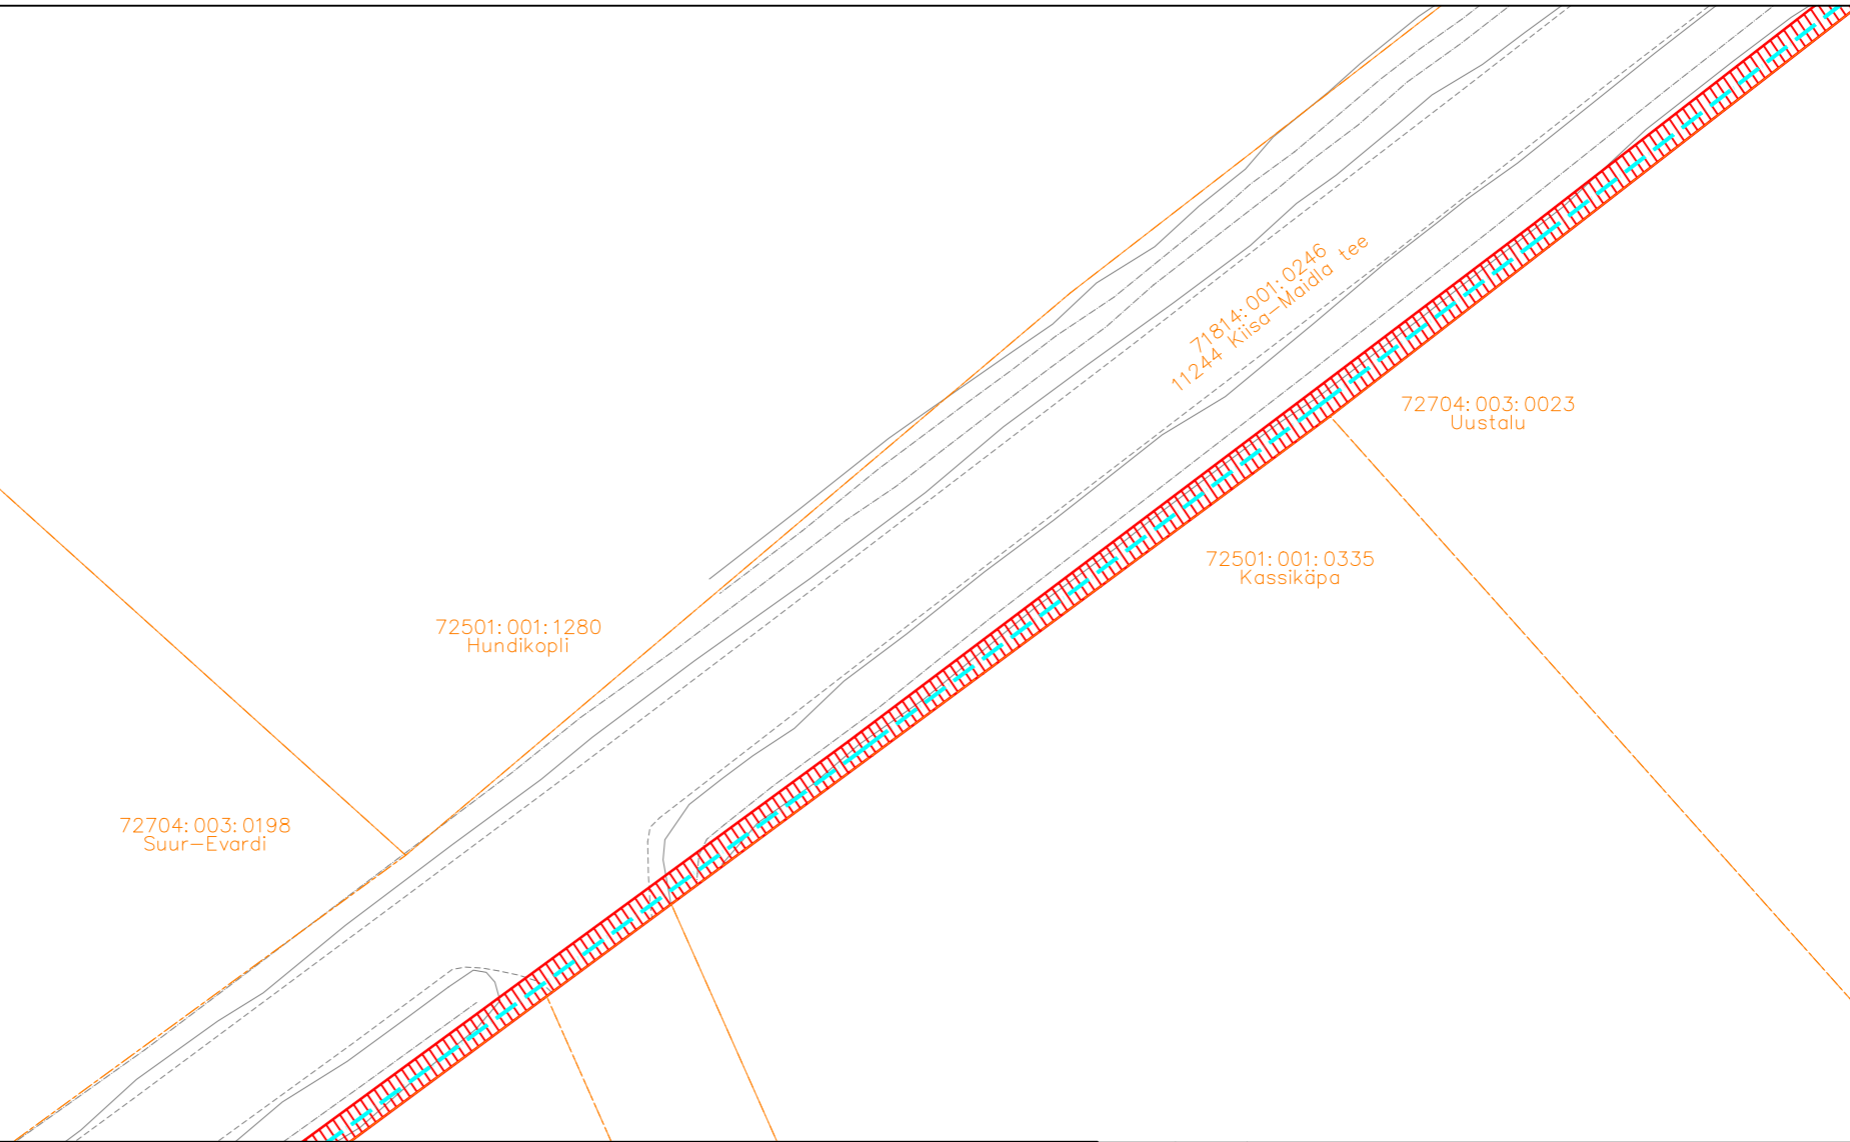 71814:001:0246
11244 Kiisa-Maidla tee
72704:003:0023
Uustalu
72501:001:0335
Kassikäpa
72501:001:1280
Hundikopli
72704:003:0198
Suur-Evardi